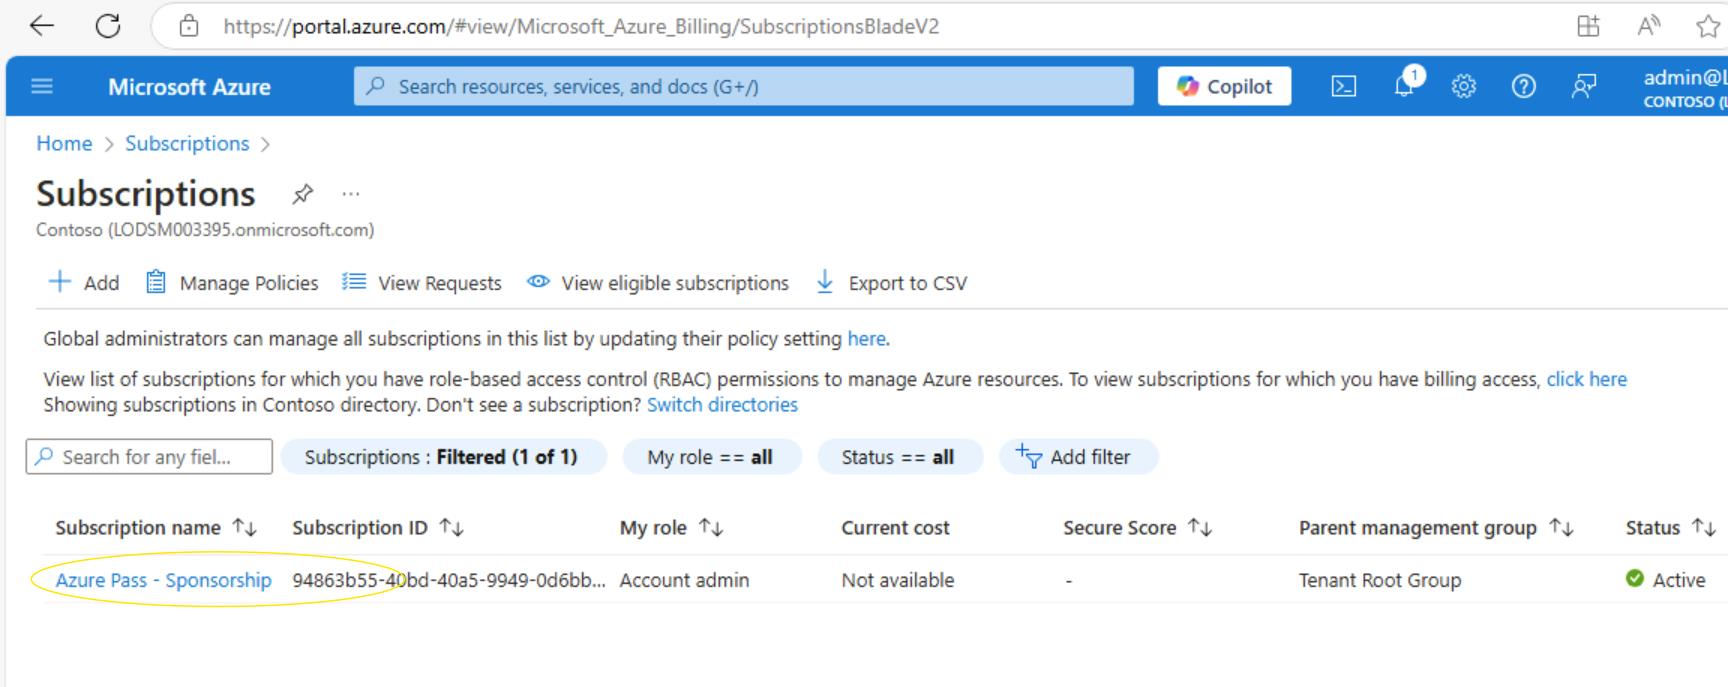 https://portal.azure.com/#view/Microsoft_Azure_Billing/SubscriptionsBladeV2
Microsoft Azure Search resources, services, and docs (G+/) Copilot 1 admin@L
CONTOSO (L
Home > Subscriptions >
Subscriptions ...
Contoso (LODSM003395.onmicrosoft.com)
+ Add Manage Policies View Requests View eligible subscriptions Export to CSV
Global administrators can manage all subscriptions in this list by updating their policy setting here.
View list of subscriptions for which you have role-based access control (RBAC) permissions to manage Azure resources. To view subscriptions for which you have billing access, click here
Showing subscriptions in Contoso directory. Don't see a subscription? Switch directories
Search for any fiel... Subscriptions : Filtered (1 of 1) My role == all Status == all Add filter
Subscription name ↑↓ Subscription ID ↑↓ My role ↑↓ Current cost Secure Score ↑↓ Parent management group ↑↓ Status ↑↓
Azure Pass - Sponsorship 94863b55-40bd-40a5-9949-0d6bb... Account admin Not available - Tenant Root Group Active